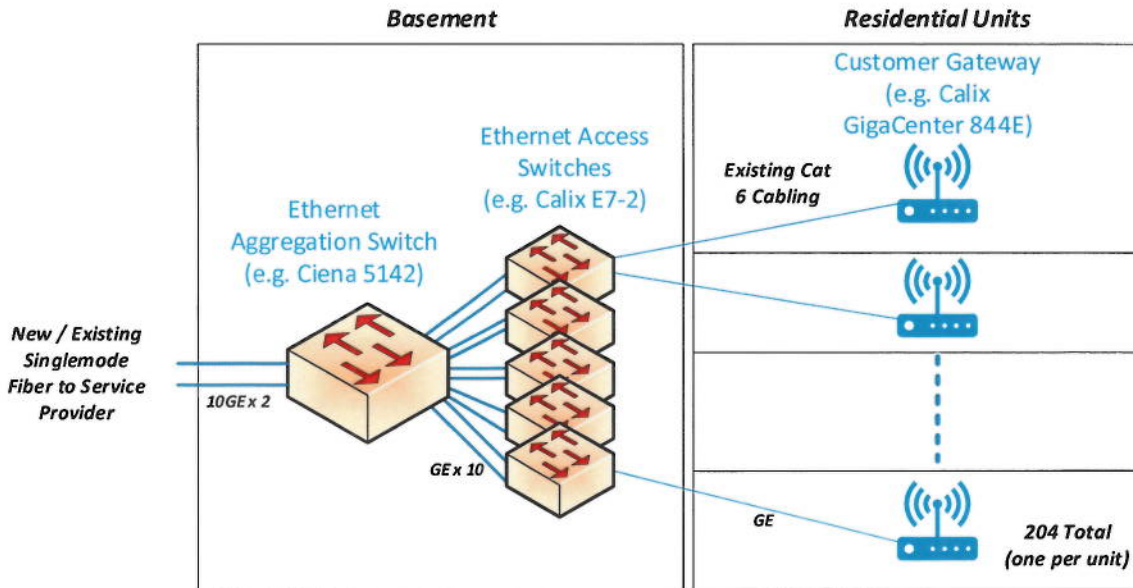 Basement
Residential Units
Customer Gateway
(e.g. Calix
GigaCenter 844E)
Ethernet Access
Switches
(e.g. Calix E7-2)
Existing Cat
6 Cabling
Ethernet
Aggregation Switch
(e.g. Ciena 5142)
New / Existing
Singlemode
Fiber to Service
Provider
10GE x 2
GE x 10
GE
204 Total
(one per unit)